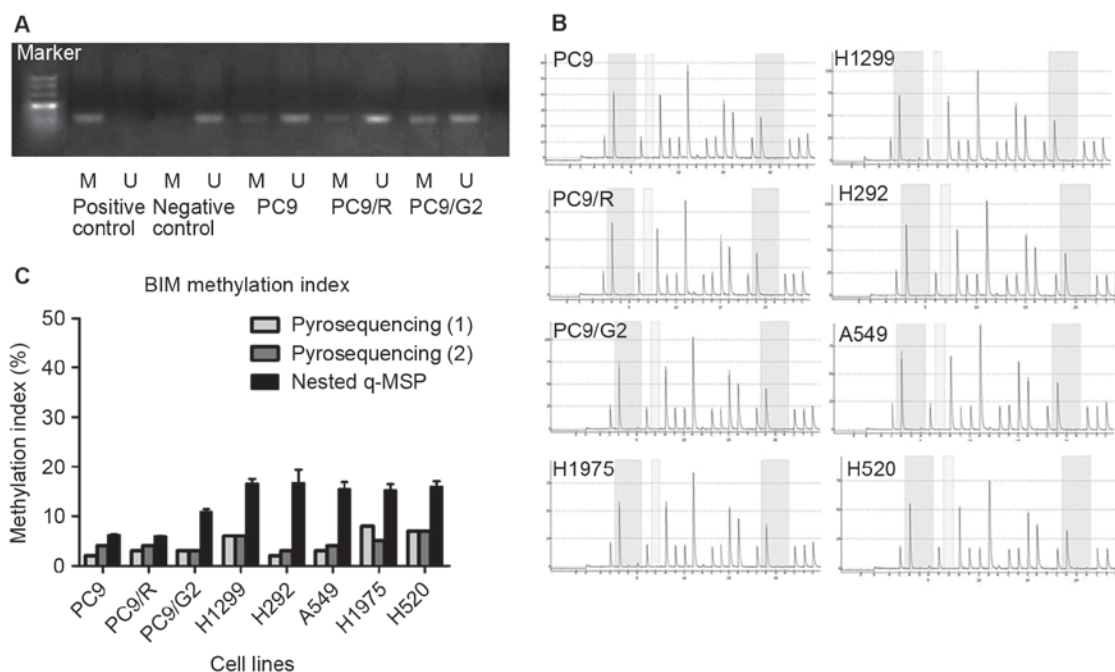 A
Marker
M U M U M U M U M U
Positive control
Negative control
PC9
PC9/R
PC9/G2
B
PC9
H1299
PC9/R
H292
PC9/G2
A549
H1975
H520
C
BIM methylation index
Methylation index (%)
50
40
30
20
10
0
Pyrosequencing (1)
Pyrosequencing (2)
Nested q-MSP
PC9
PC9/R
PC9/G2
H1299
H292
A549
H1975
H520
Cell lines